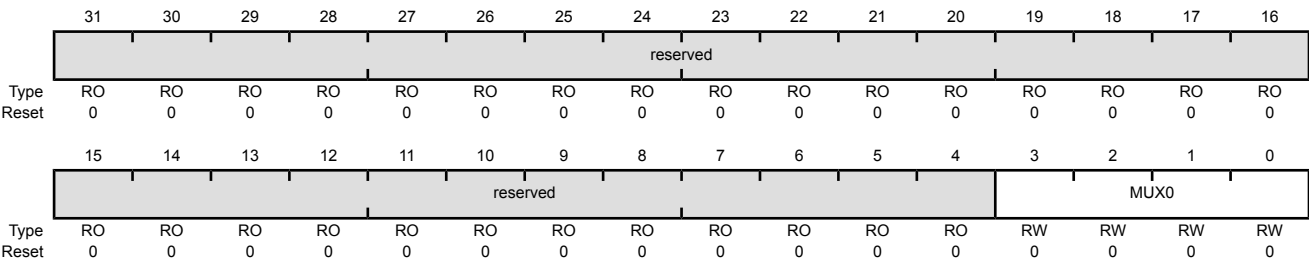 31 30 29 28 27 26 25 24 23 22 21 20 19 18 17 16
reserved
Type RO RO RO RO RO RO RO RO RO RO RO RO RO RO RO RO
Reset 0 0 0 0 0 0 0 0 0 0 0 0 0 0 0 0
15 14 13 12 11 10 9 8 7 6 5 4 3 2 1 0
reserved MUX0
Type RO RO RO RO RO RO RO RO RO RO RO RO RW RW RW RW
Reset 0 0 0 0 0 0 0 0 0 0 0 0 0 0 0 0